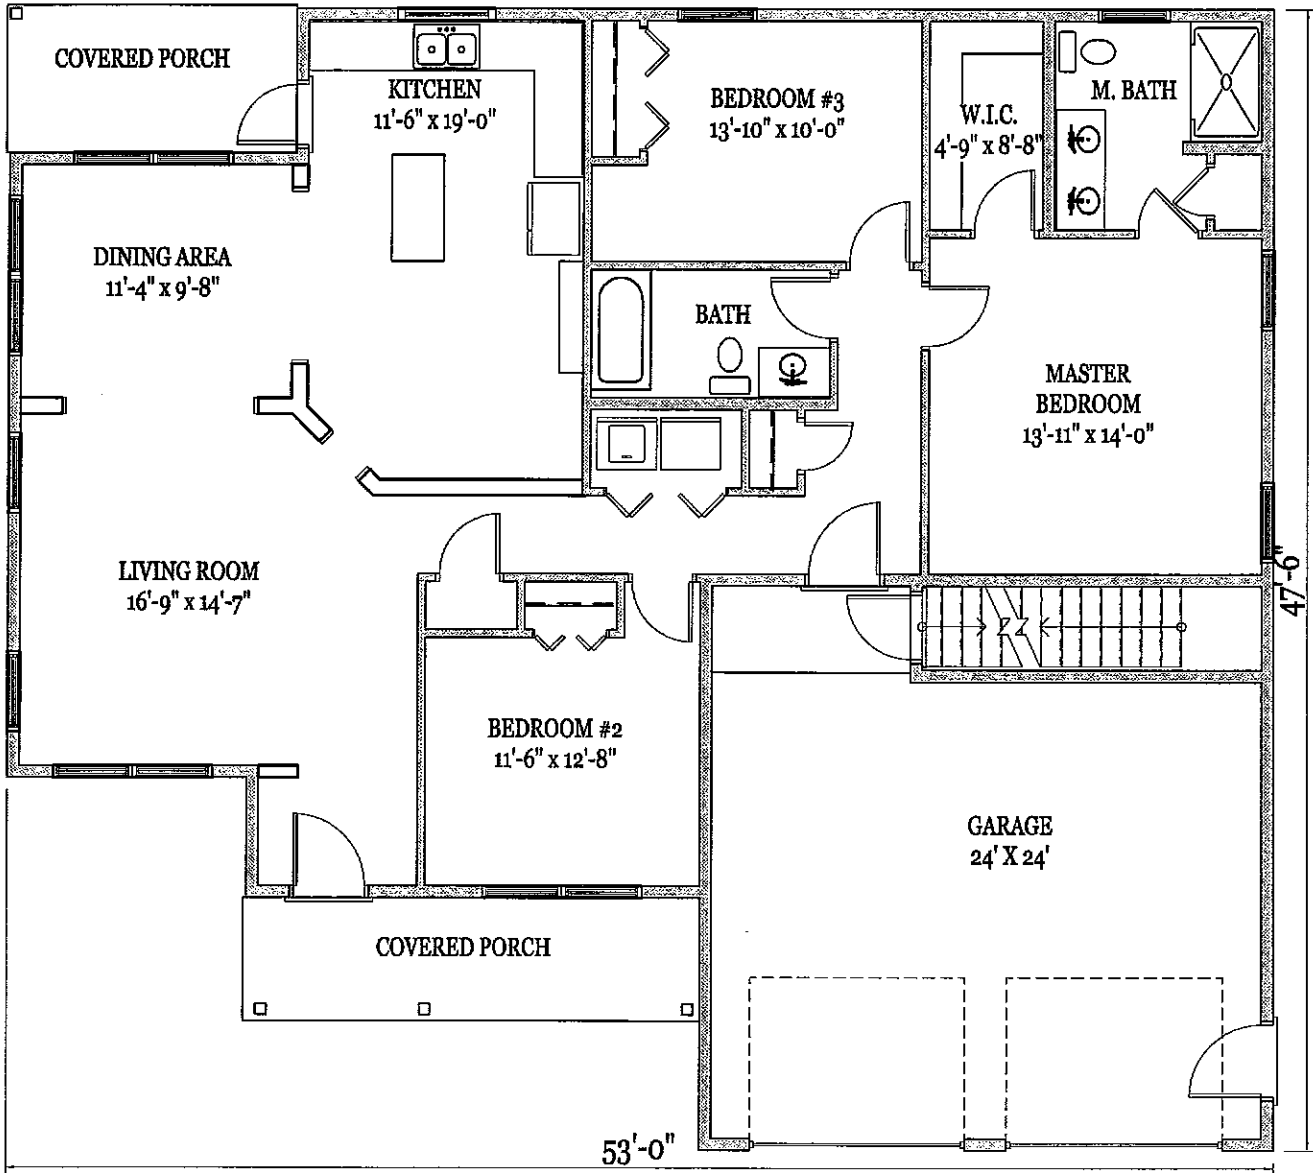 COVERED PORCH
KITCHEN
11'-6" x 19'-0"
BEDROOM #3
13'-10" x 10'-0"
W.I.C.
4'-9" x 8'-8"
M. BATH
DINING AREA
11'-4" x 9'-8"
BATH
MASTER
BEDROOM
13'-11" x 14'-0"
LIVING ROOM
16'-9" x 14'-7"
47'-6"
BEDROOM #2
11'-6" x 12'-8"
GARAGE
24' X 24'
COVERED PORCH
53'-0"